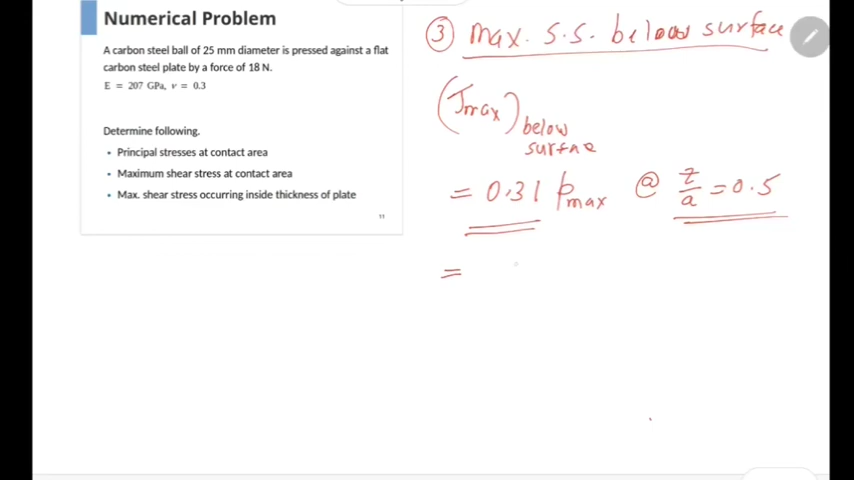 Numerical Problem
A carbon steel ball of 25 mm diameter is pressed against a flat
carbon steel plate by a force of 18 N.
E = 207 GPa, ν = 0.3
Determine following.
• Principal stresses at contact area
• Maximum shear stress at contact area
• Max. shear stress occurring inside thickness of plate
11
③ max. s.s. below surface
(τmax) below surface
= 0.31 pmax @ z/a = 0.5
=